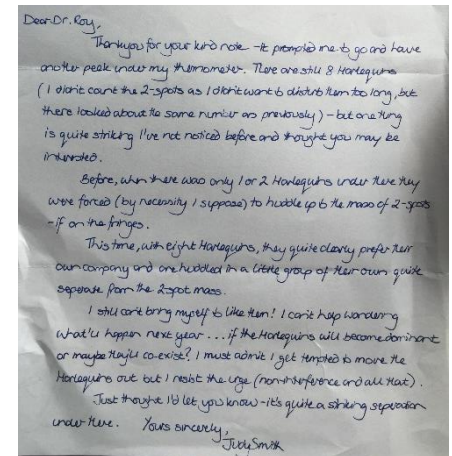 Dear Dr. Roy,
Thankyou for your kind note - it prompted me to go and have
another peek under my thermometer. There are still 8 Harlequins
(I didn't count the 2-spots as I didn't want to disturb them too long, but
there looked about the same number as previously) - but one thing
is quite striking I've not noticed before and thought you may be
interested.
Before, when there was only 1 or 2 Harlequins under there they
were forced (by necessity I suppose) to huddle up to the mass of 2-spots
- if on the fringes.
This time, with eight Harlequins, they quite clearly prefer their
own company and are huddled in a little group of their own quite
seperate from the 2spot mass.
I still can't bring myself to like them! I can't help wondering
what'll happen next year ... if the Harlequins will become dominant
or maybe they'll co-exist? I must admit I get tempted to move the
Harlequins out but I resist the urge (non-interference and all that).
Just thought I'd let you know - it's quite a striking seperation
under there. Yours sincerely,
Judy Smith